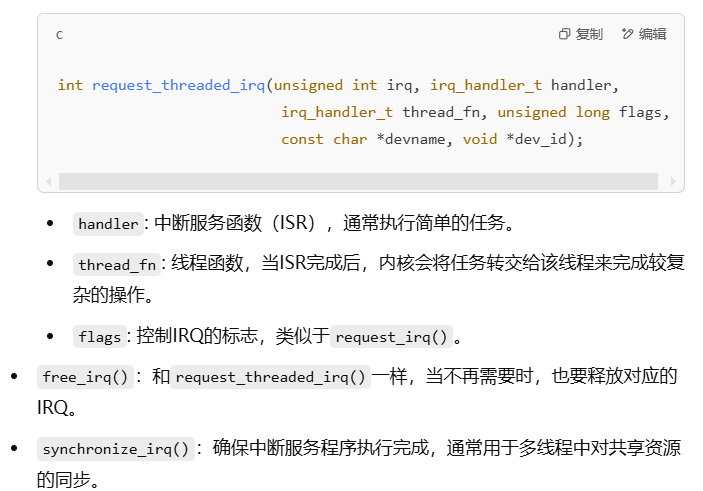 c
复制 编辑
int request_threaded_irq(unsigned int irq, irq_handler_t handler,
irq_handler_t thread_fn, unsigned long flags,
const char *devname, void *dev_id);
• handler: 中断服务函数（ISR），通常执行简单的任务。
• thread_fn: 线程函数，当ISR完成后，内核会将任务转交给该线程来完成较复
杂的操作。
• flags: 控制IRQ的标志，类似于 request_irq() 。
• free_irq() ：和 request_threaded_irq() 一样，当不再需要时，也要释放对应的
IRQ。
• synchronize_irq() ：确保中断服务程序执行完成，通常用于多线程中对共享资源
的同步。